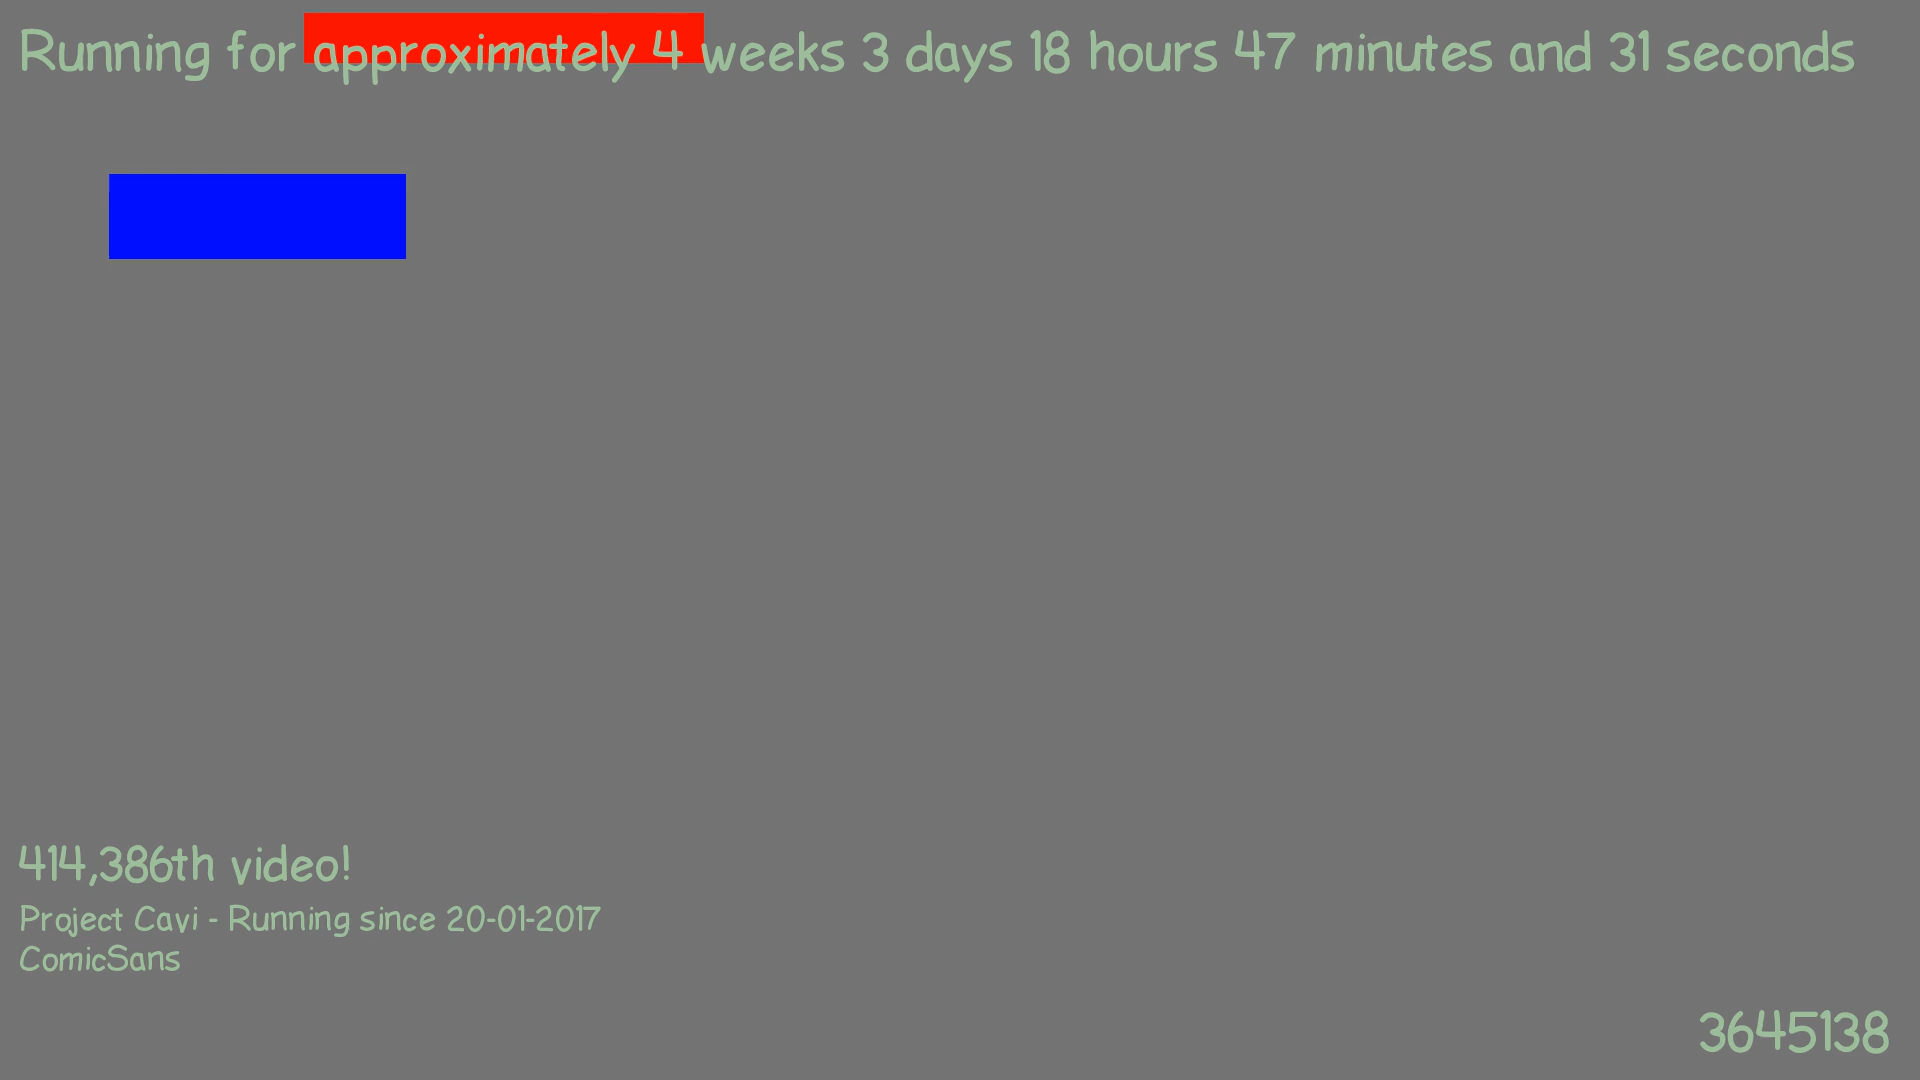 Running for approximately 4 weeks 3 days 18 hours 47 minutes and 31 seconds
414,386th video!
Project Cavi - Running since 20-01-2017
ComicSans
3645138